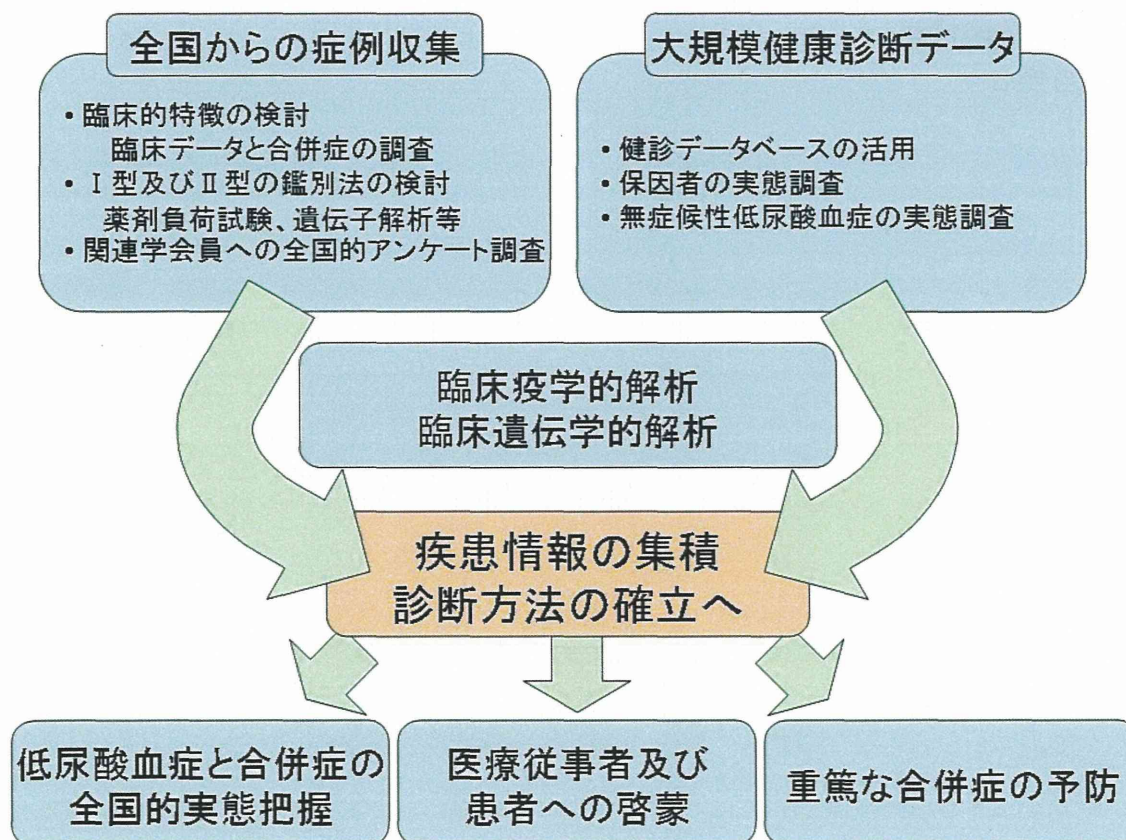 全国からの症例収集
・臨床的特徴の検討
臨床データと合併症の調査
・Ⅰ型及びⅡ型の鑑別法の検討
薬剤負荷試験、遺伝子解析等
・関連学会員への全国的アンケート調査
大規模健康診断データ
・健診データベースの活用
・保因者の実態調査
・無症候性低尿酸血症の実態調査
臨床疫学的解析
臨床遺伝学的解析
疾患情報の集積
診断方法の確立へ
低尿酸血症と合併症の
全国的実態把握
医療従事者及び
患者への啓蒙
重篤な合併症の予防